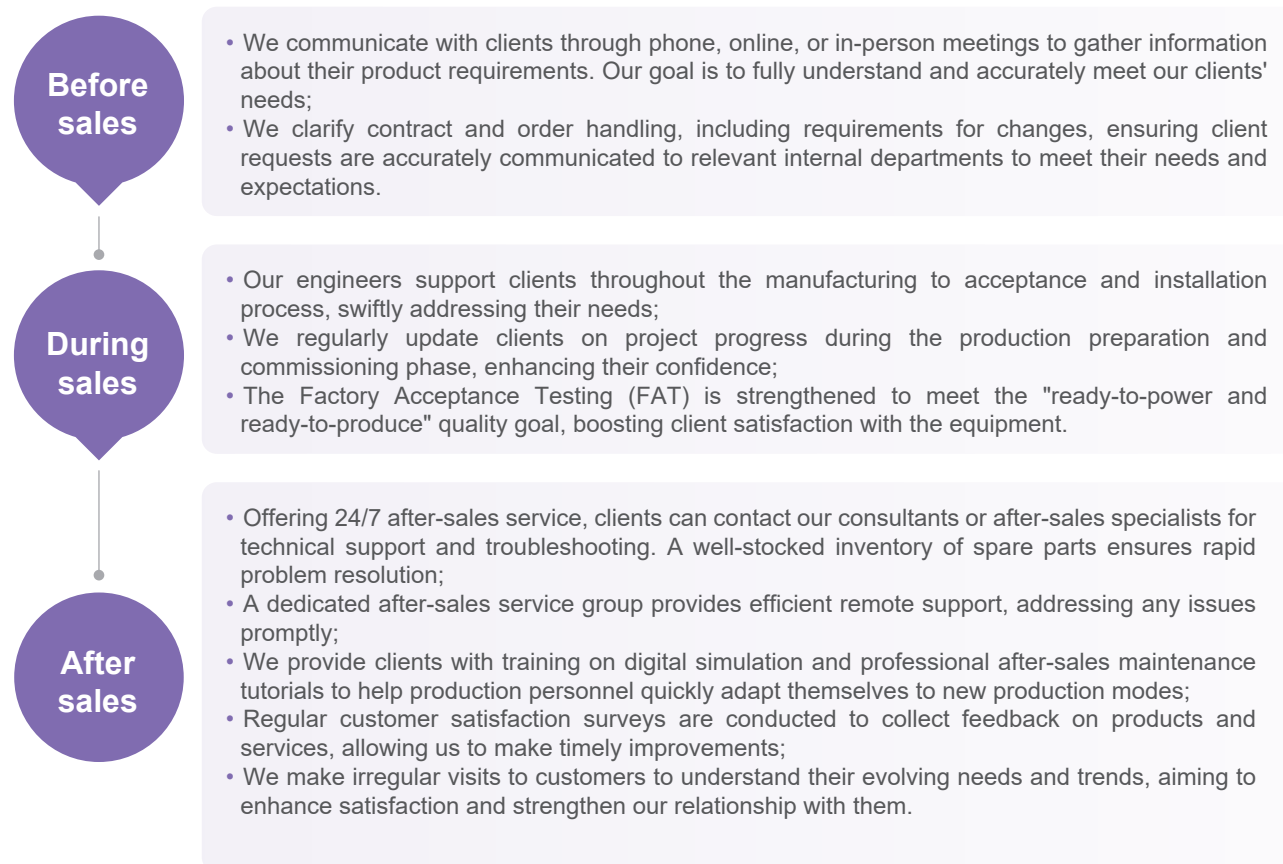 Before
sales
• We communicate with clients through phone, online, or in-person meetings to gather information
about their product requirements. Our goal is to fully understand and accurately meet our clients'
needs;
• We clarify contract and order handling, including requirements for changes, ensuring client
requests are accurately communicated to relevant internal departments to meet their needs and
expectations.
During
sales
• Our engineers support clients throughout the manufacturing to acceptance and installation
process, swiftly addressing their needs;
• We regularly update clients on project progress during the production preparation and
commissioning phase, enhancing their confidence;
• The Factory Acceptance Testing (FAT) is strengthened to meet the "ready-to-power and
ready-to-produce" quality goal, boosting client satisfaction with the equipment.
After
sales
• Offering 24/7 after-sales service, clients can contact our consultants or after-sales specialists for
technical support and troubleshooting. A well-stocked inventory of spare parts ensures rapid
problem resolution;
• A dedicated after-sales service group provides efficient remote support, addressing any issues
promptly;
• We provide clients with training on digital simulation and professional after-sales maintenance
tutorials to help production personnel quickly adapt themselves to new production modes;
• Regular customer satisfaction surveys are conducted to collect feedback on products and
services, allowing us to make timely improvements;
• We make irregular visits to customers to understand their evolving needs and trends, aiming to
enhance satisfaction and strengthen our relationship with them.